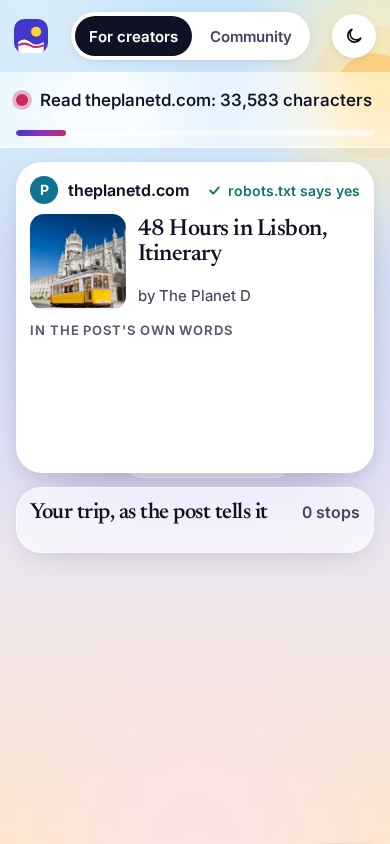 For creators
Community
Read theplanetd.com: 33,583 characters
P
theplanetd.com
robots.txt says yes
48 Hours in Lisbon,
Itinerary
by The Planet D
IN THE POST'S OWN WORDS
Your trip, as the post tells it
0 stops